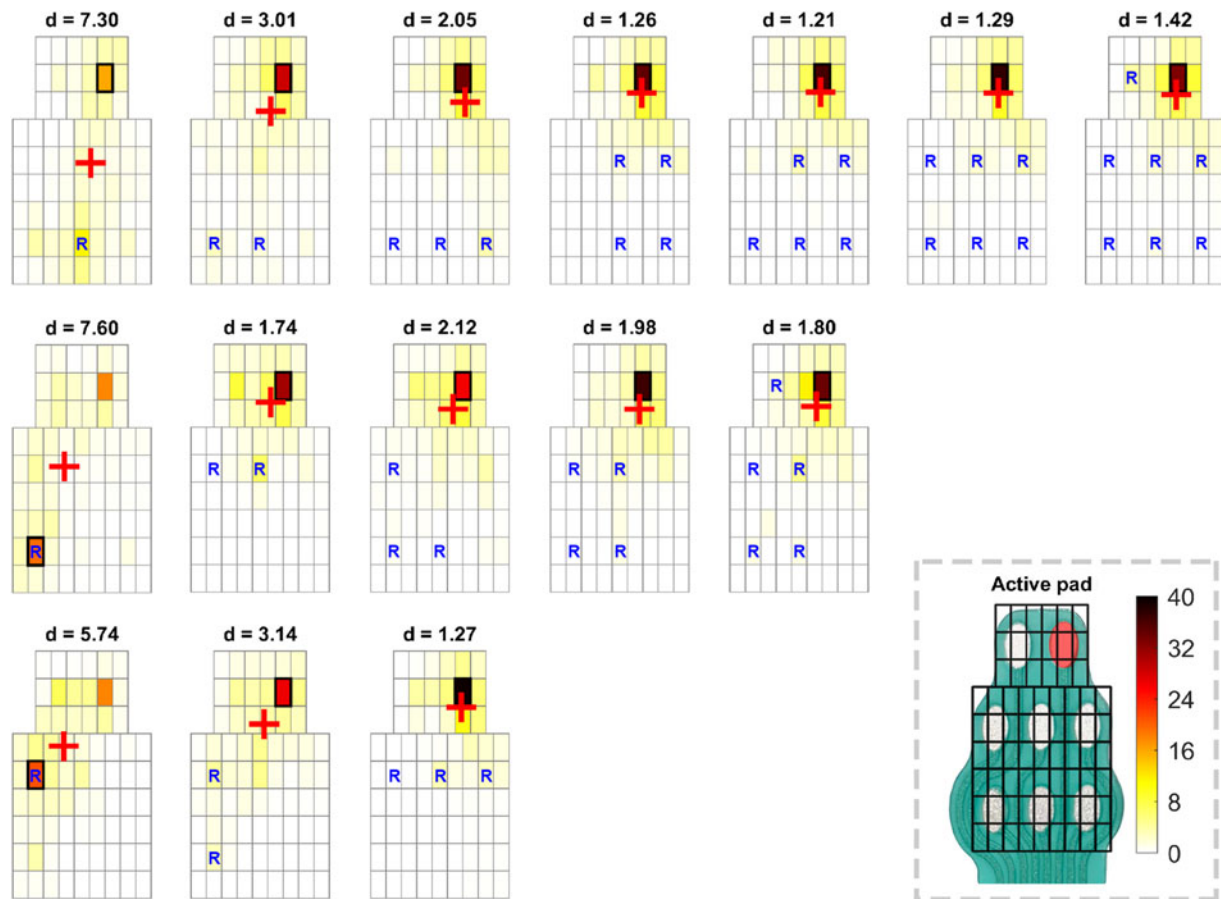 d = 7.30 d = 3.01 d = 2.05 d = 1.26 d = 1.21 d = 1.29 d = 1.42
R
R R R R R R R R R R
R R R R R R R R R R R R R R R R R
d = 7.60 d = 1.74 d = 2.12 d = 1.98 d = 1.80
R
R R R R R R R
R R R R R R R
d = 5.74 d = 3.14 d = 1.27
R R R R R
R
Active pad
40
32
24
16
8
0